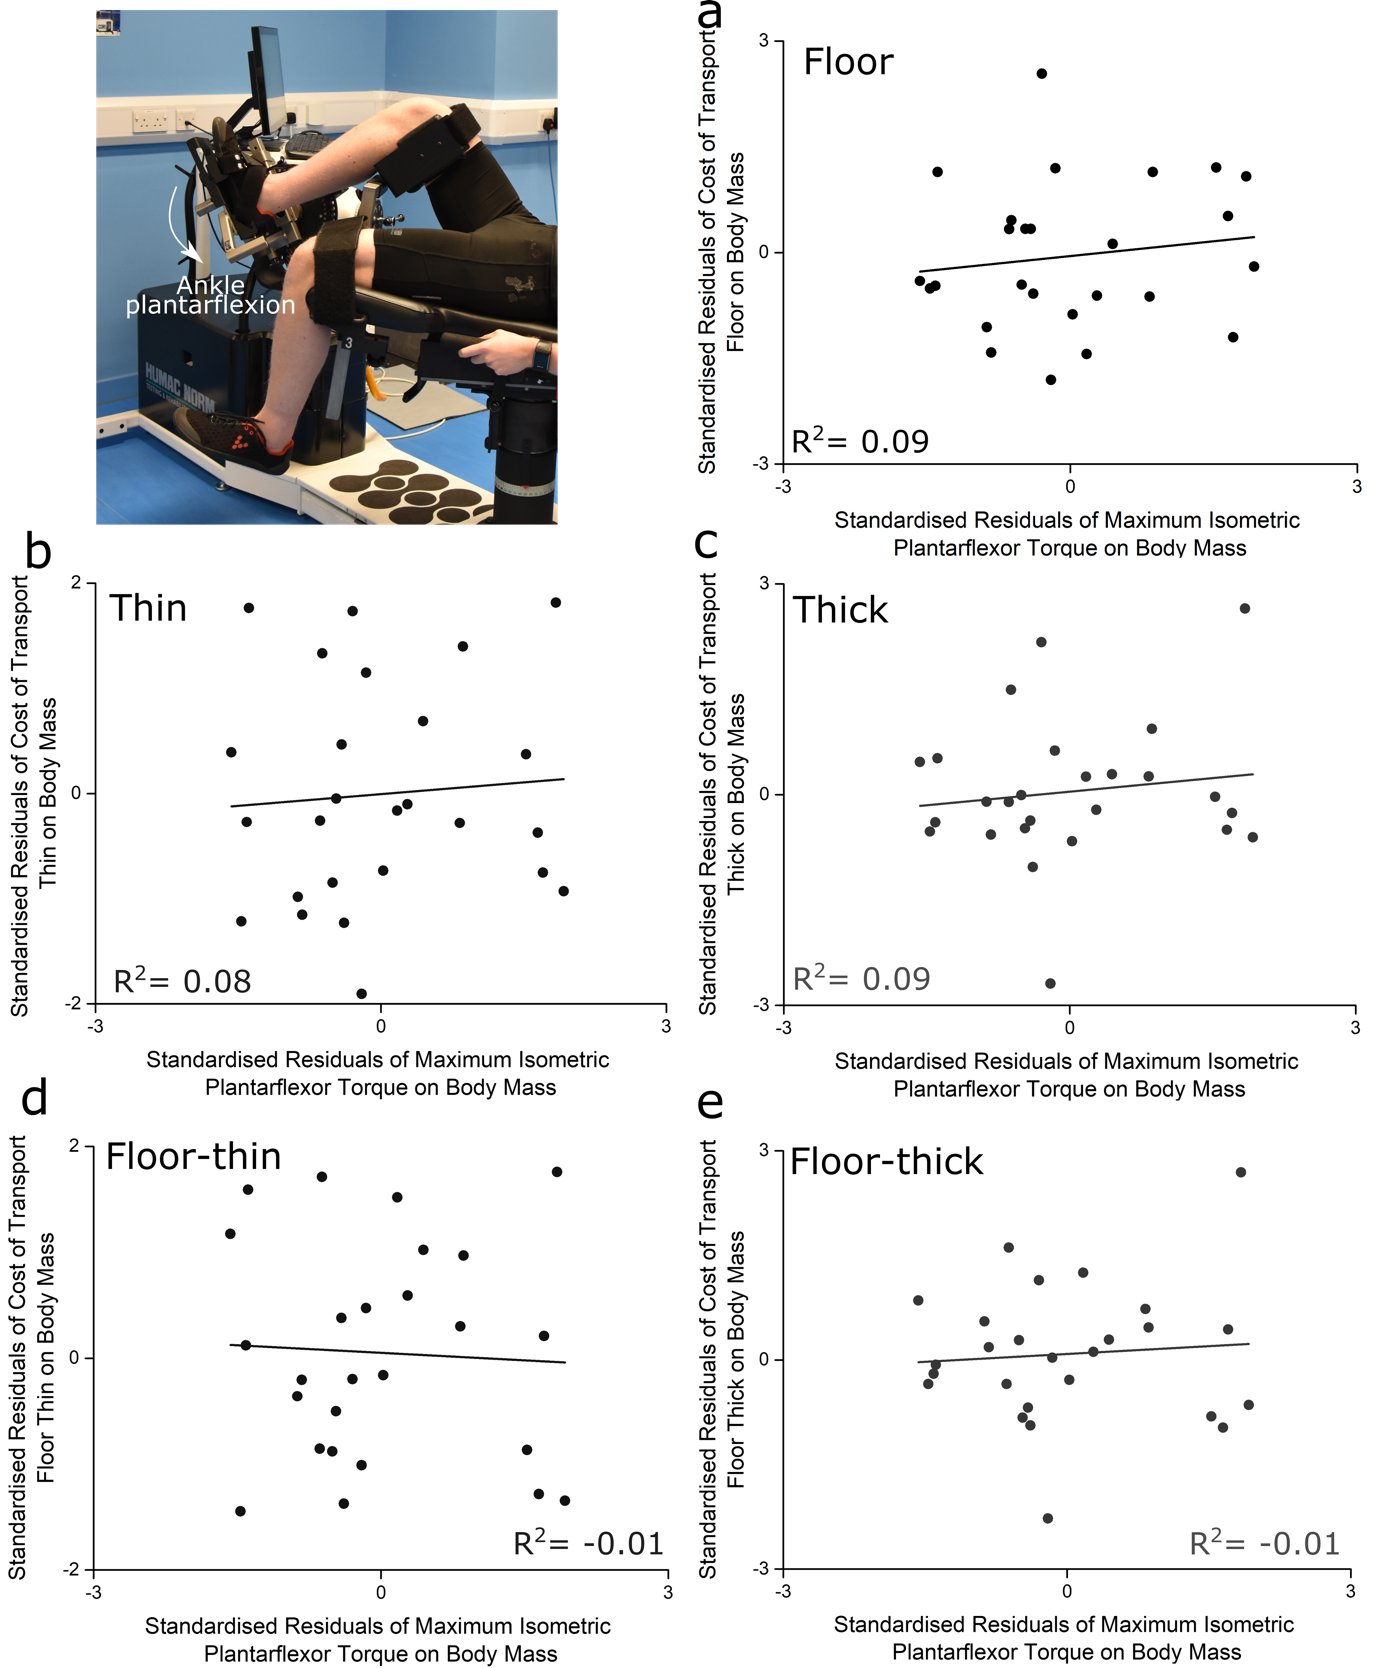 Ankle
plantarflexion
HUMAC NORM
3
a
Floor
Standardised Residuals of Cost of Transport
Floor on Body Mass
3
0
-3
R²= 0.09
-3
0
3
Standardised Residuals of Maximum Isometric
Plantarflexor Torque on Body Mass
b
Thin
Standardised Residuals of Cost of Transport
Thin on Body Mass
2
0
-2
R²= 0.08
-3
0
3
Standardised Residuals of Maximum Isometric
Plantarflexor Torque on Body Mass
c
Thick
Standardised Residuals of Cost of Transport
Thick on Body Mass
3
0
-3
R²= 0.09
-3
0
3
Standardised Residuals of Maximum Isometric
Plantarflexor Torque on Body Mass
d
Floor-thin
Standardised Residuals of Cost of Transport
Floor Thin on Body Mass
2
0
-2
R²= -0.01
-3
0
3
Standardised Residuals of Maximum Isometric
Plantarflexor Torque on Body Mass
e
Floor-thick
Standardised Residuals of Cost of Transport
Floor Thick on Body Mass
3
0
-3
R²= -0.01
-3
0
3
Standardised Residuals of Maximum Isometric
Plantarflexor Torque on Body Mass